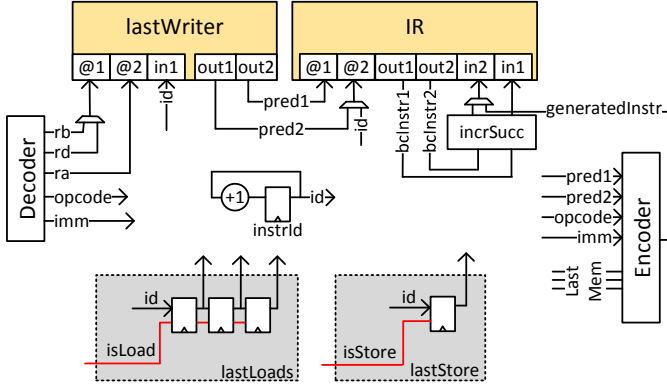 lastWriter
IR
@1 @2 in1 out1 out2
@1 @2 out1 out2 in2 in1
id
pred1
pred2
id
bcInstr1
bcInstr2
incrSucc
generatedInstr
Decoder
rb
rd
ra
opcode
imm
+1
id
instrId
pred1
pred2
opcode
imm
Last
Mem
Encoder
id
isLoad
lastLoads
id
isStore
lastStore